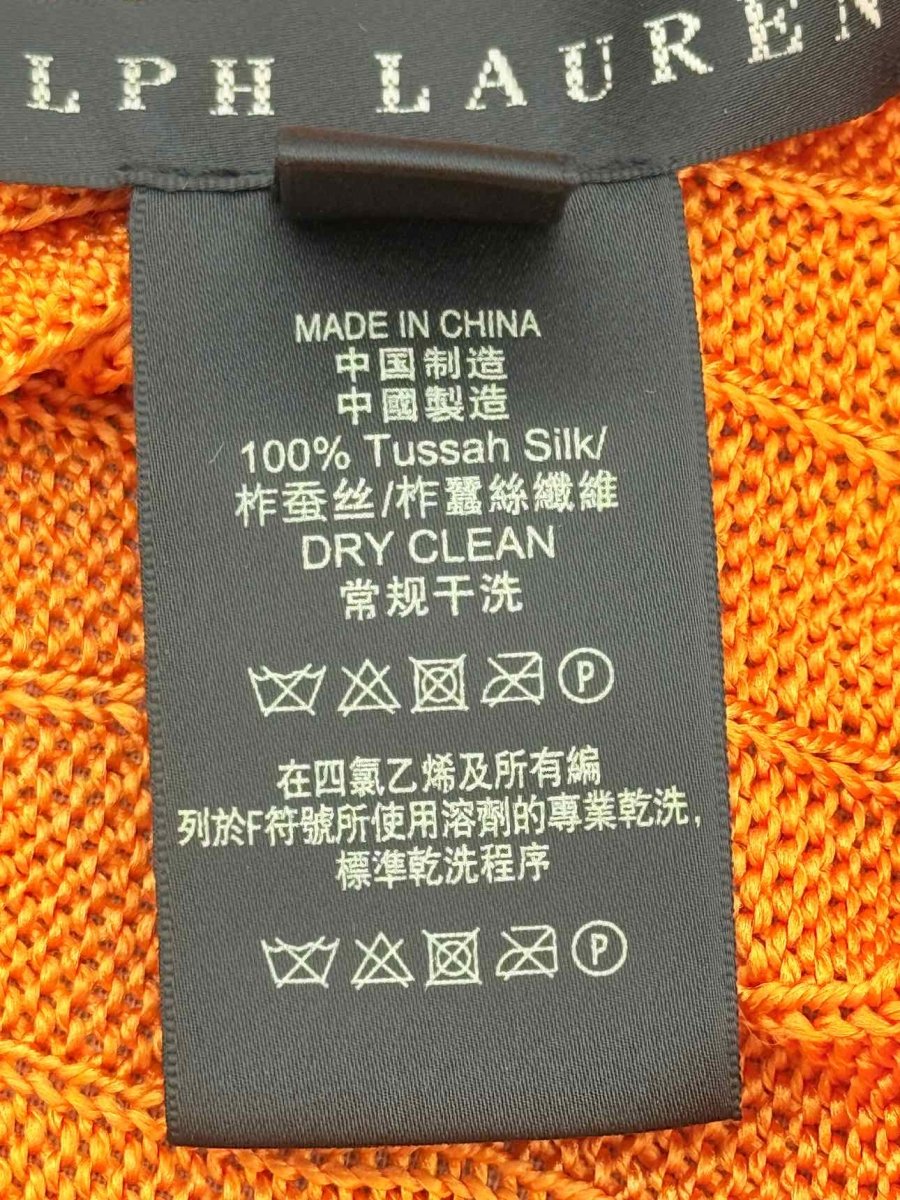 LPH LAUREN
MADE IN CHINA
中国制造
中國製造
100% Tussah Silk/
柞蚕丝/柞蠶絲纖維
DRY CLEAN
常规干洗
P
在四氯乙烯及所有編
列於F符號所使用溶劑的專業乾洗,
標準乾洗程序
P